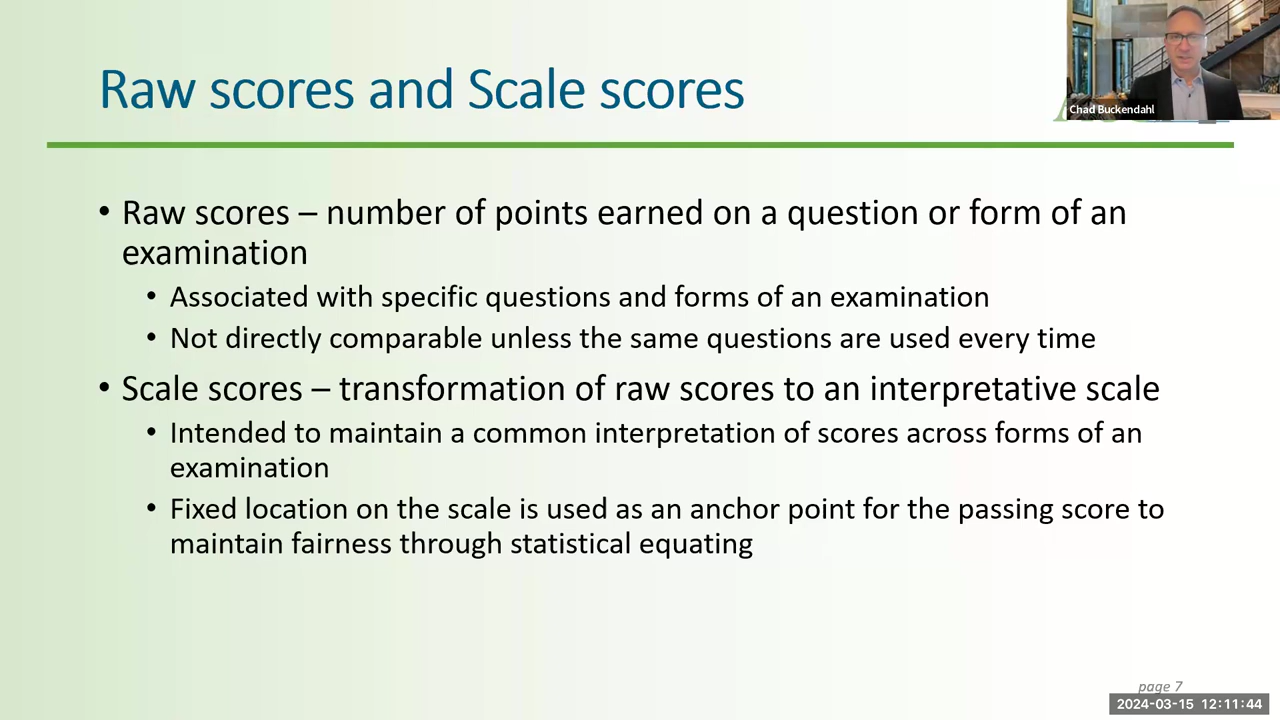 Raw scores and Scale scores
Chad Buckendahl
• Raw scores – number of points earned on a question or form of an
examination
• Associated with specific questions and forms of an examination
• Not directly comparable unless the same questions are used every time
• Scale scores – transformation of raw scores to an interpretative scale
• Intended to maintain a common interpretation of scores across forms of an
examination
• Fixed location on the scale is used as an anchor point for the passing score to
maintain fairness through statistical equating
page 7
2024-03-15 12:11:44